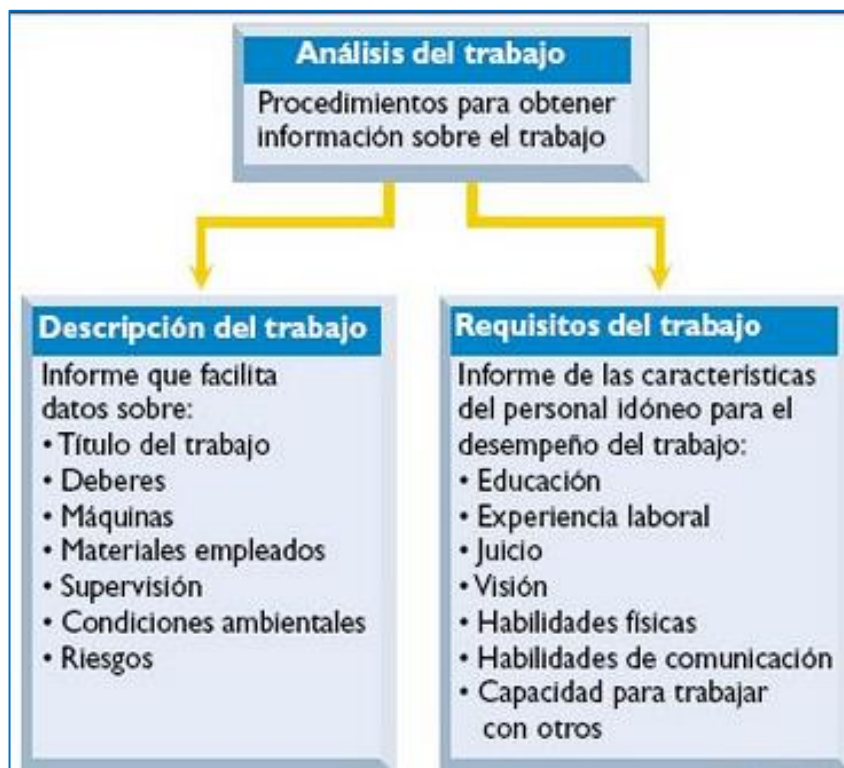 Análisis del trabajo
Procedimientos para obtener
información sobre el trabajo
Descripción del trabajo
Informe que facilita
datos sobre:
• Título del trabajo
• Deberes
• Máquinas
• Materiales empleados
• Supervisión
• Condiciones ambientales
• Riesgos
Requisitos del trabajo
Informe de las características
del personal idóneo para el
desempeño del trabajo:
• Educación
• Experiencia laboral
• Juicio
• Visión
• Habilidades físicas
• Habilidades de comunicación
• Capacidad para trabajar
con otros